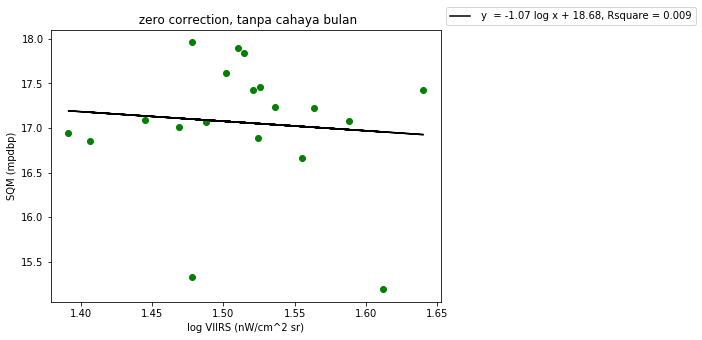 zero correction, tanpa cahaya bulan
y = -1.07 log x + 18.68, Rsquare = 0.009
18.0
17.5
17.0
16.5
16.0
15.5
SQM (mpdbp)
1.40 1.45 1.50 1.55 1.60 1.65
log VIIRS (nW/cm^2 sr)